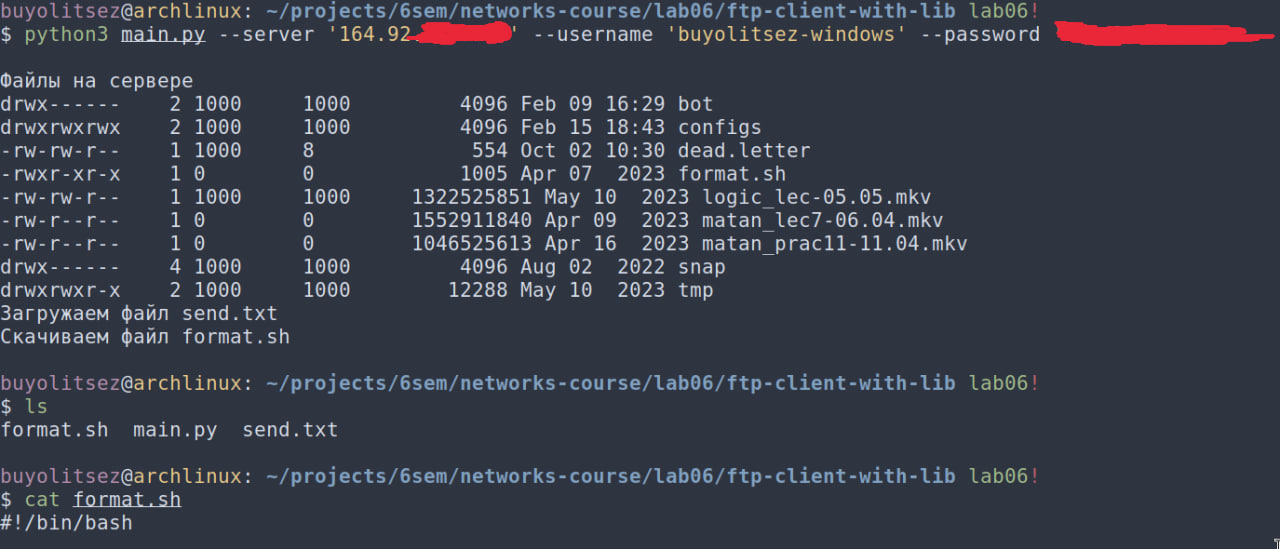 buyolitsez@archlinux: ~/projects/6sem/networks-course/lab06/ftp-client-with-lib lab06!
$ python3 main.py --server '164.92. ' --username 'buyolitsez-windows' --password
Файлы на сервере
drwx------    2 1000     1000         4096 Feb 09 16:29 bot
drwxrwxrwx    2 1000     1000         4096 Feb 15 18:43 configs
-rw-rw-r--    1 1000     8             554 Oct 02 10:30 dead.letter
-rwxr-xr-x    1 0        0            1005 Apr 07  2023 format.sh
-rw-rw-r--    1 1000     1000     1322525851 May 10  2023 logic_lec-05.05.mkv
-rw-r--r--    1 0        0        1552911840 Apr 09  2023 matan_lec7-06.04.mkv
-rw-r--r--    1 0        0        1046525613 Apr 16  2023 matan_prac11-11.04.mkv
drwx------    4 1000     1000         4096 Aug 02  2022 snap
drwxrwxr-x    2 1000     1000        12288 May 10  2023 tmp
Загружаем файл send.txt
Скачиваем файл format.sh
buyolitsez@archlinux: ~/projects/6sem/networks-course/lab06/ftp-client-with-lib lab06!
$ ls
format.sh  main.py  send.txt
buyolitsez@archlinux: ~/projects/6sem/networks-course/lab06/ftp-client-with-lib lab06!
$ cat format.sh
#!/bin/bash